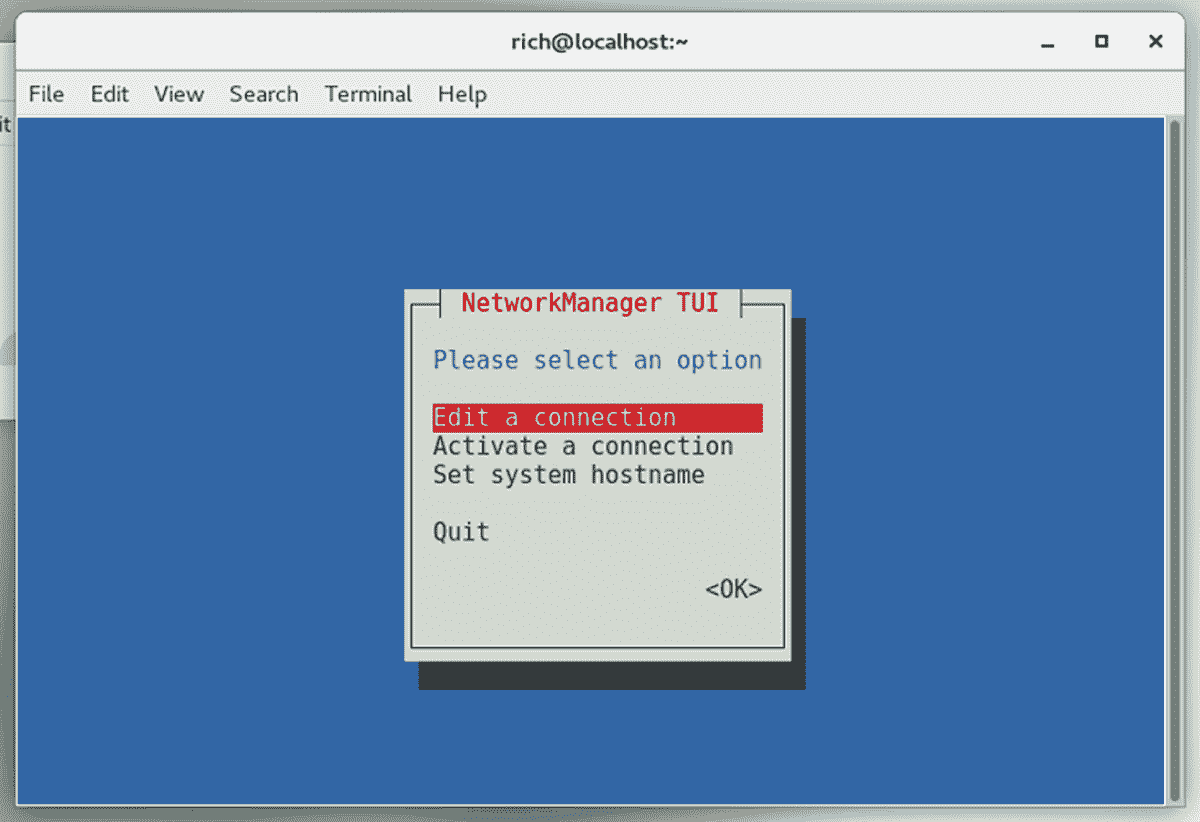 rich@localhost:~
File Edit View Search Terminal Help
it
NetworkManager TUI
Please select an option
Edit a connection
Activate a connection
Set system hostname
Quit
<OK>